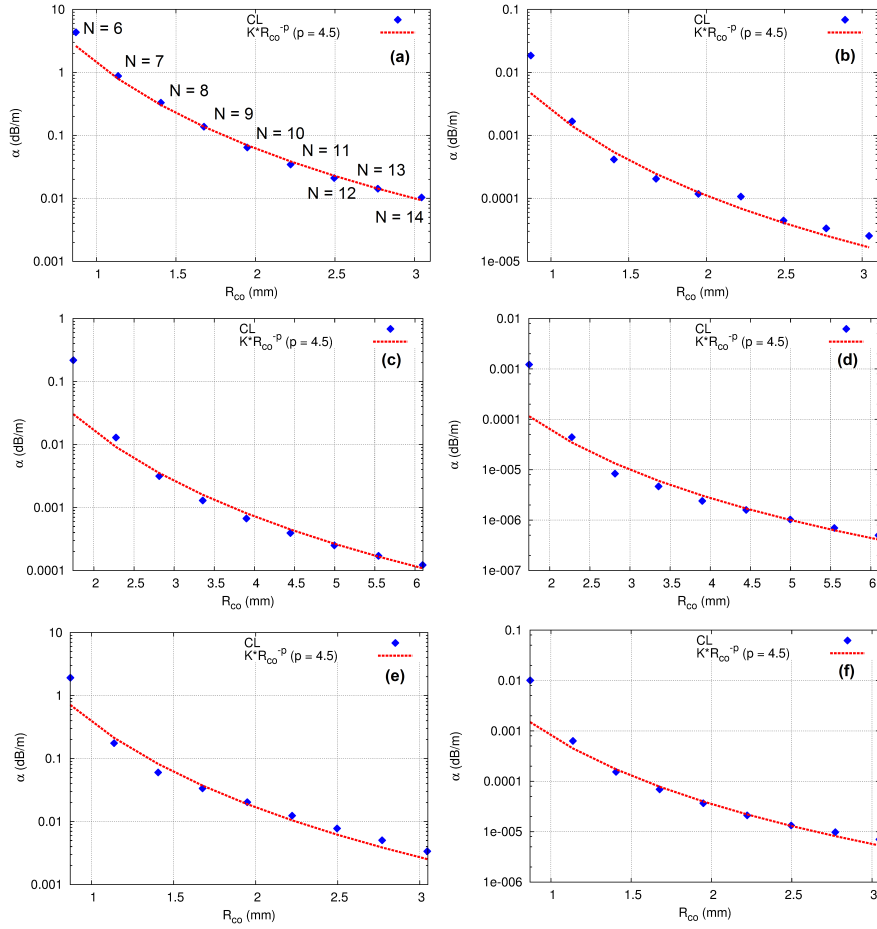 10
1
0.1
0.01
0.001
α (dB/m)
1
1.5
2
2.5
3
R_co (mm)
CL
K*R_co^-p (p = 4.5)
(a)
N = 6
N = 7
N = 8
N = 9
N = 10
N = 11
N = 13
N = 12
N = 14
0.1
0.01
0.001
0.0001
1e-005
α (dB/m)
1
1.5
2
2.5
3
R_co (mm)
CL
K*R_co^-p (p = 4.5)
(b)
1
0.1
0.01
0.001
0.0001
α (dB/m)
2
2.5
3
3.5
4
4.5
5
5.5
6
R_co (mm)
CL
K*R_co^-p (p = 4.5)
(c)
0.01
0.001
0.0001
1e-005
1e-006
1e-007
α (dB/m)
2
2.5
3
3.5
4
4.5
5
5.5
6
R_co (mm)
CL
K*R_co^-p (p = 4.5)
(d)
10
1
0.1
0.01
0.001
α (dB/m)
1
1.5
2
2.5
3
R_co (mm)
CL
K*R_co^-p (p = 4.5)
(e)
0.1
0.01
0.001
0.0001
1e-005
1e-006
α (dB/m)
1
1.5
2
2.5
3
R_co (mm)
CL
K*R_co^-p (p = 4.5)
(f)